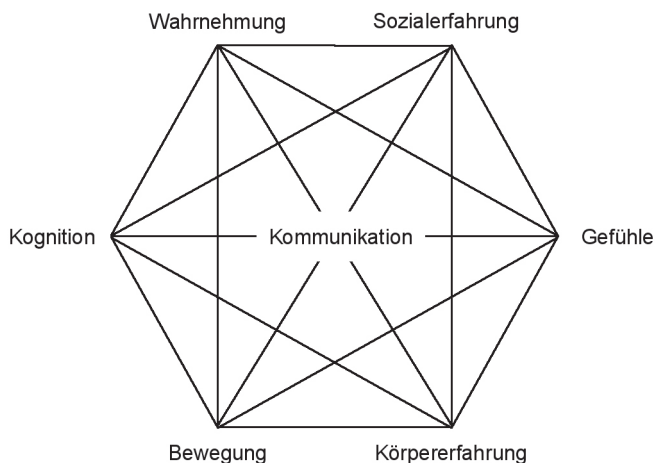 Wahrnehmung
Sozialerfahrung
Kognition
Kommunikation
Gefühle
Bewegung
Körpererfahrung